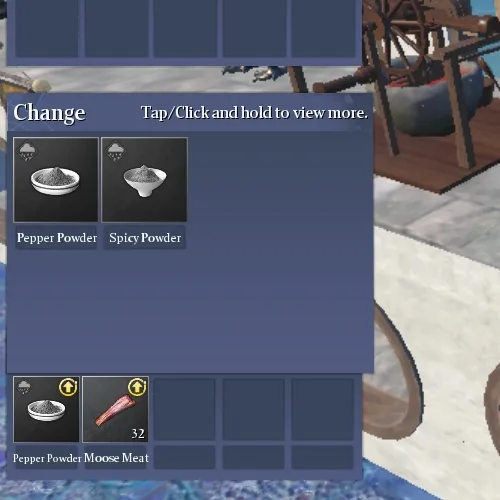 Change
Tap/Click and hold to view more.
Pepper Powder
Spicy Powder
32
Pepper Powder
Moose Meat